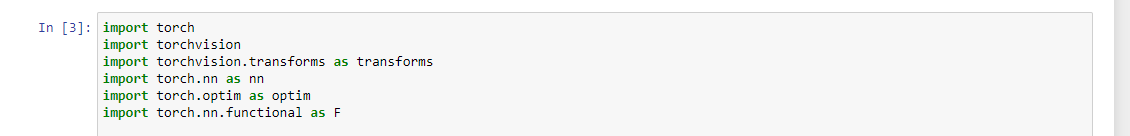 In [3]: import torch
import torchvision
import torchvision.transforms as transforms
import torch.nn as nn
import torch.optim as optim
import torch.nn.functional as F